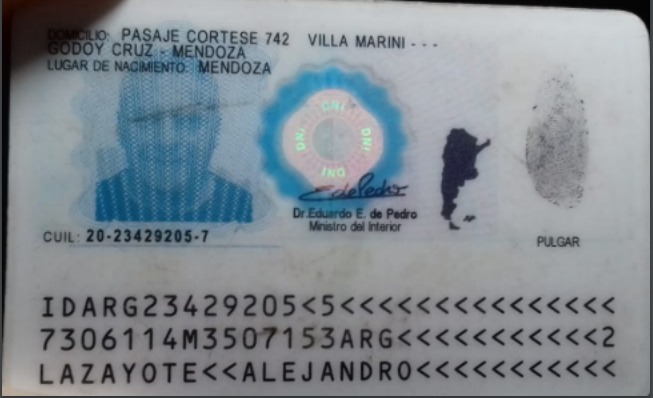 DOMICILIO: PASAJE CORTESE 742 VILLA MARINI - - -
GODOY CRUZ - MENDOZA
LUGAR DE NACIMIENTO: MENDOZA
DNI
DNI
DNI
DNI
Dr. Eduardo E. de Pedro
Ministro del Interior
CUIL: 20-23429205-7
PULGAR
IDARG23429205<5<<<<<<<<<<<<<<<
7306114M3507153ARG<<<<<<<<<<<2
LAZAYOTE<<ALEJANDRO<<<<<<<<<<<